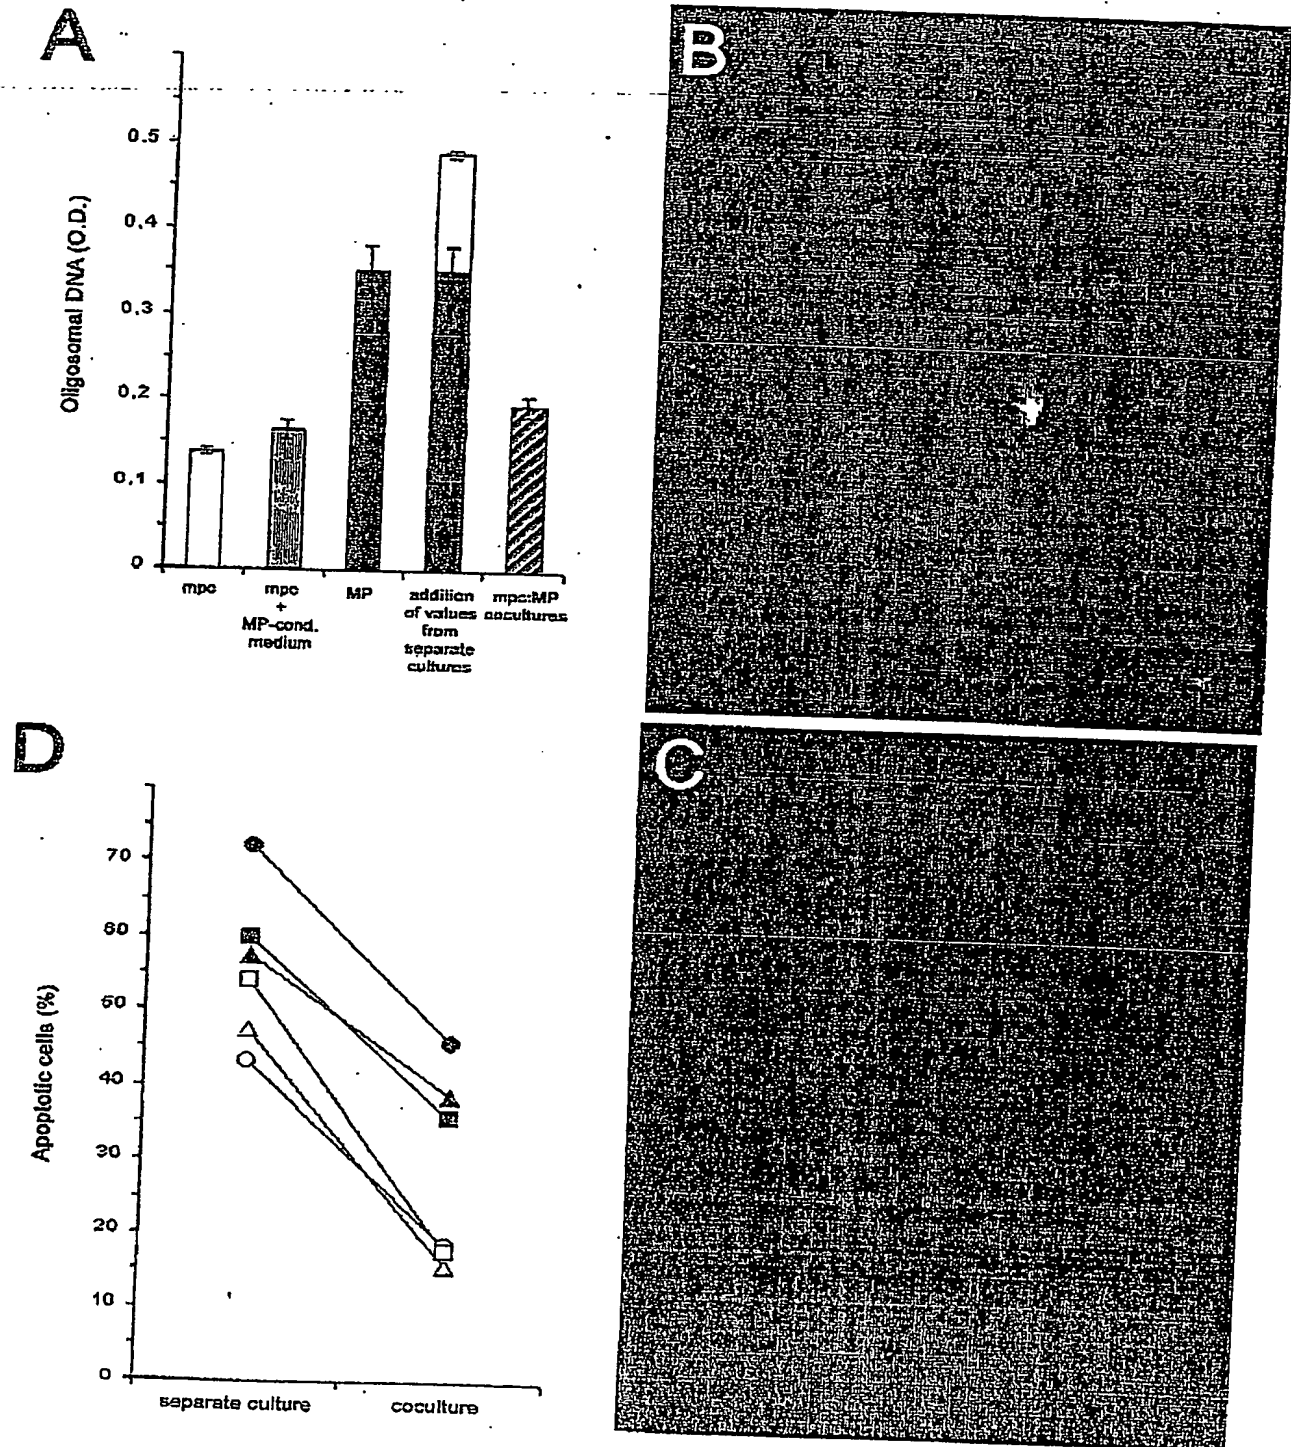 A
B
0.5
0.4
0.3
0.2
0.1
0
Oligosomal DNA (O.D.)
mpc
mpc
+
MP-cond.
medium
MP
addition
of values
from
separate
cultures
mpc:MP
cocultures
D
C
70
60
50
40
30
20
10
0
Apoptotic cells (%)
separate culture
coculture